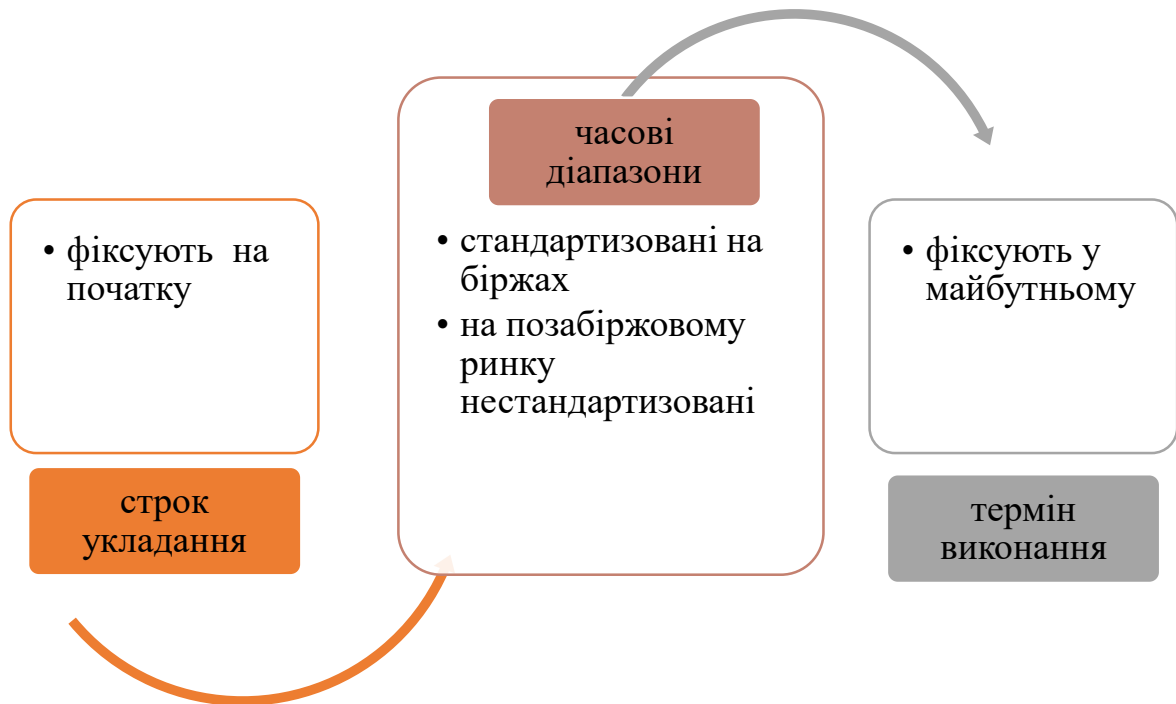 • фіксують на
початку
строк
укладання
часові
діапазони
• стандартизовані на
біржах
• на позабіржовому
ринку
нестандартизовані
• фіксують у
майбутньому
термін
виконання